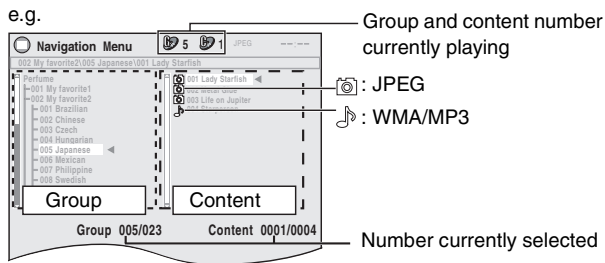 e.g.
Group and content number
currently playing
Navigation Menu 5 1 JPEG --:--
002 My favorite2\005 Japanese\001 Lady Starfish
Perfume
001 My favorite1
002 My favorite2
001 Brazilian
002 Chinese
003 Czech
004 Hungarian
005 Japanese
006 Mexican
007 Philippine
008 Swedish
001 Lady Starfish
002 Metal Blue
003 Life on Jupiter
: JPEG
: WMA/MP3
Group
Content
Group 005/023 Content 0001/0004
Number currently selected